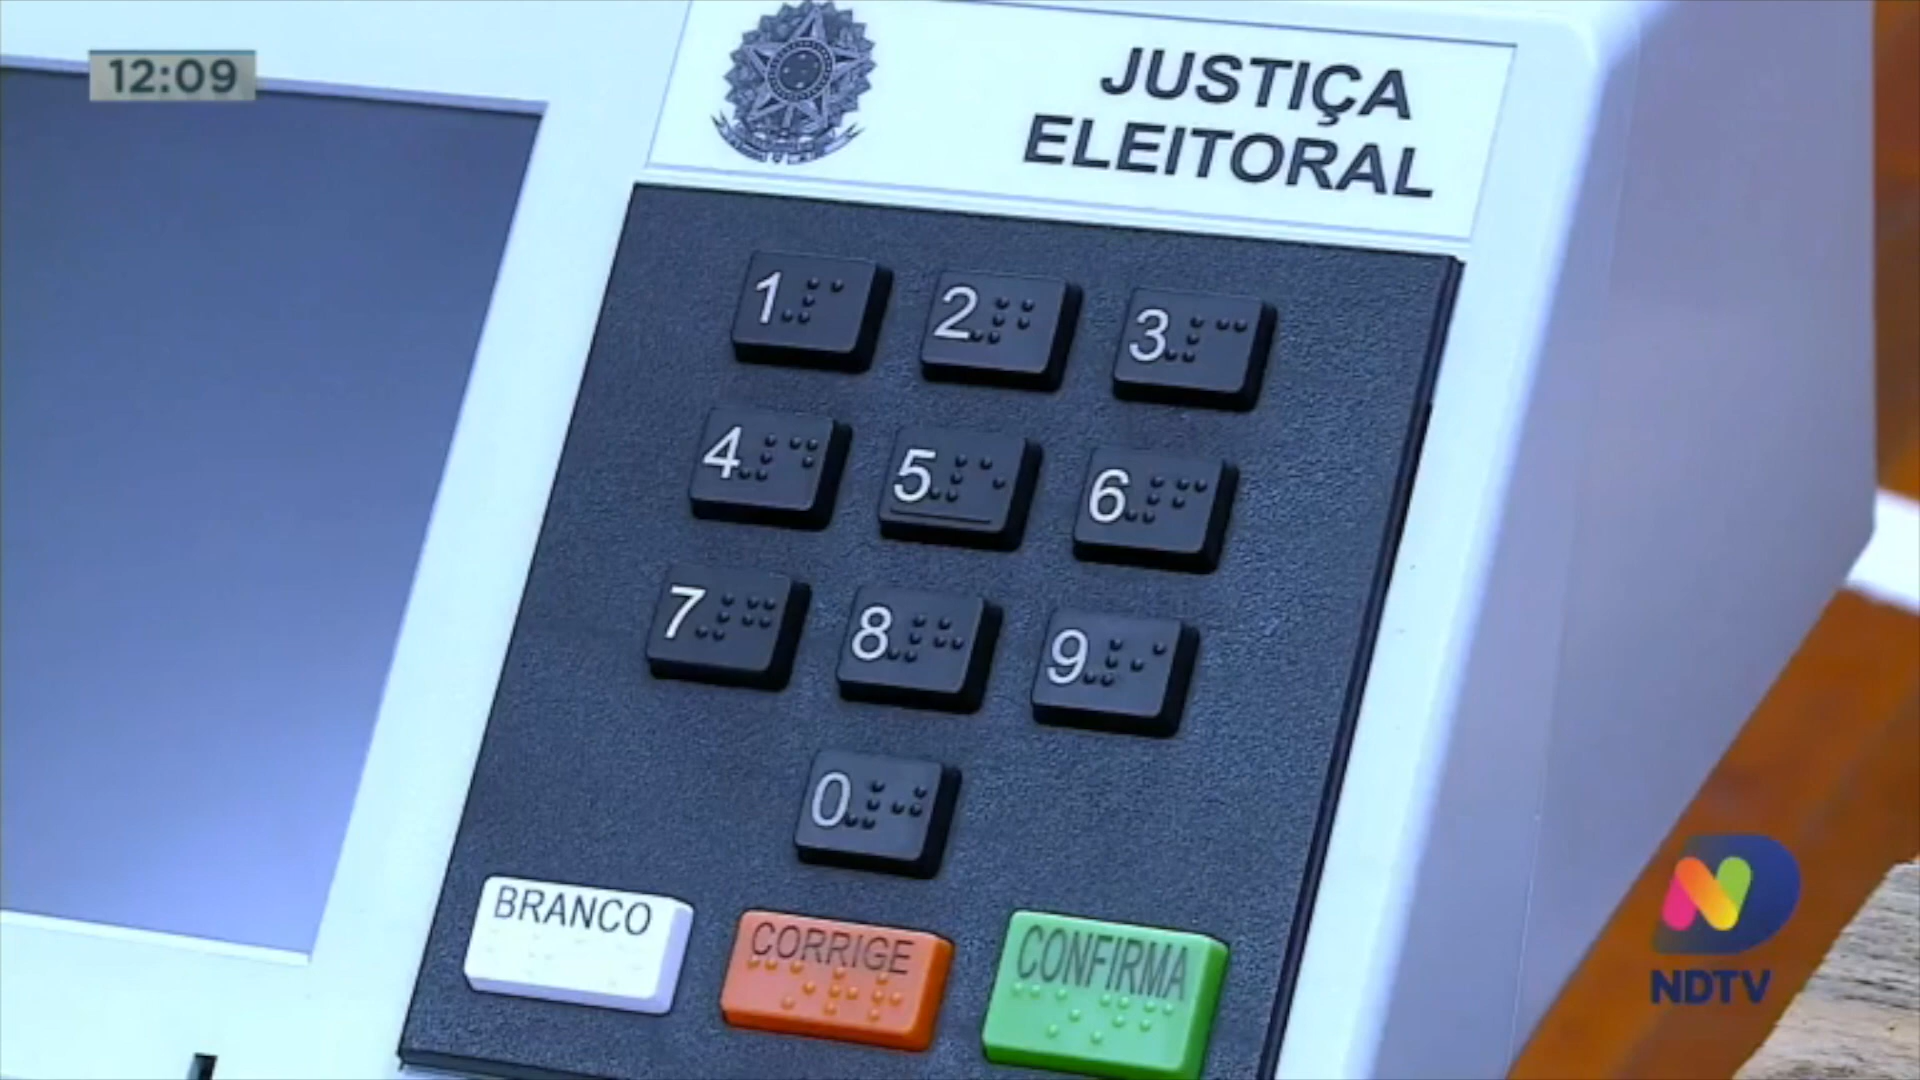 12:09
JUSTIÇA
ELEITORAL
1 2 3
4 5 6
7 8 9
0
BRANCO CORRIGE CONFIRMA
NDTV